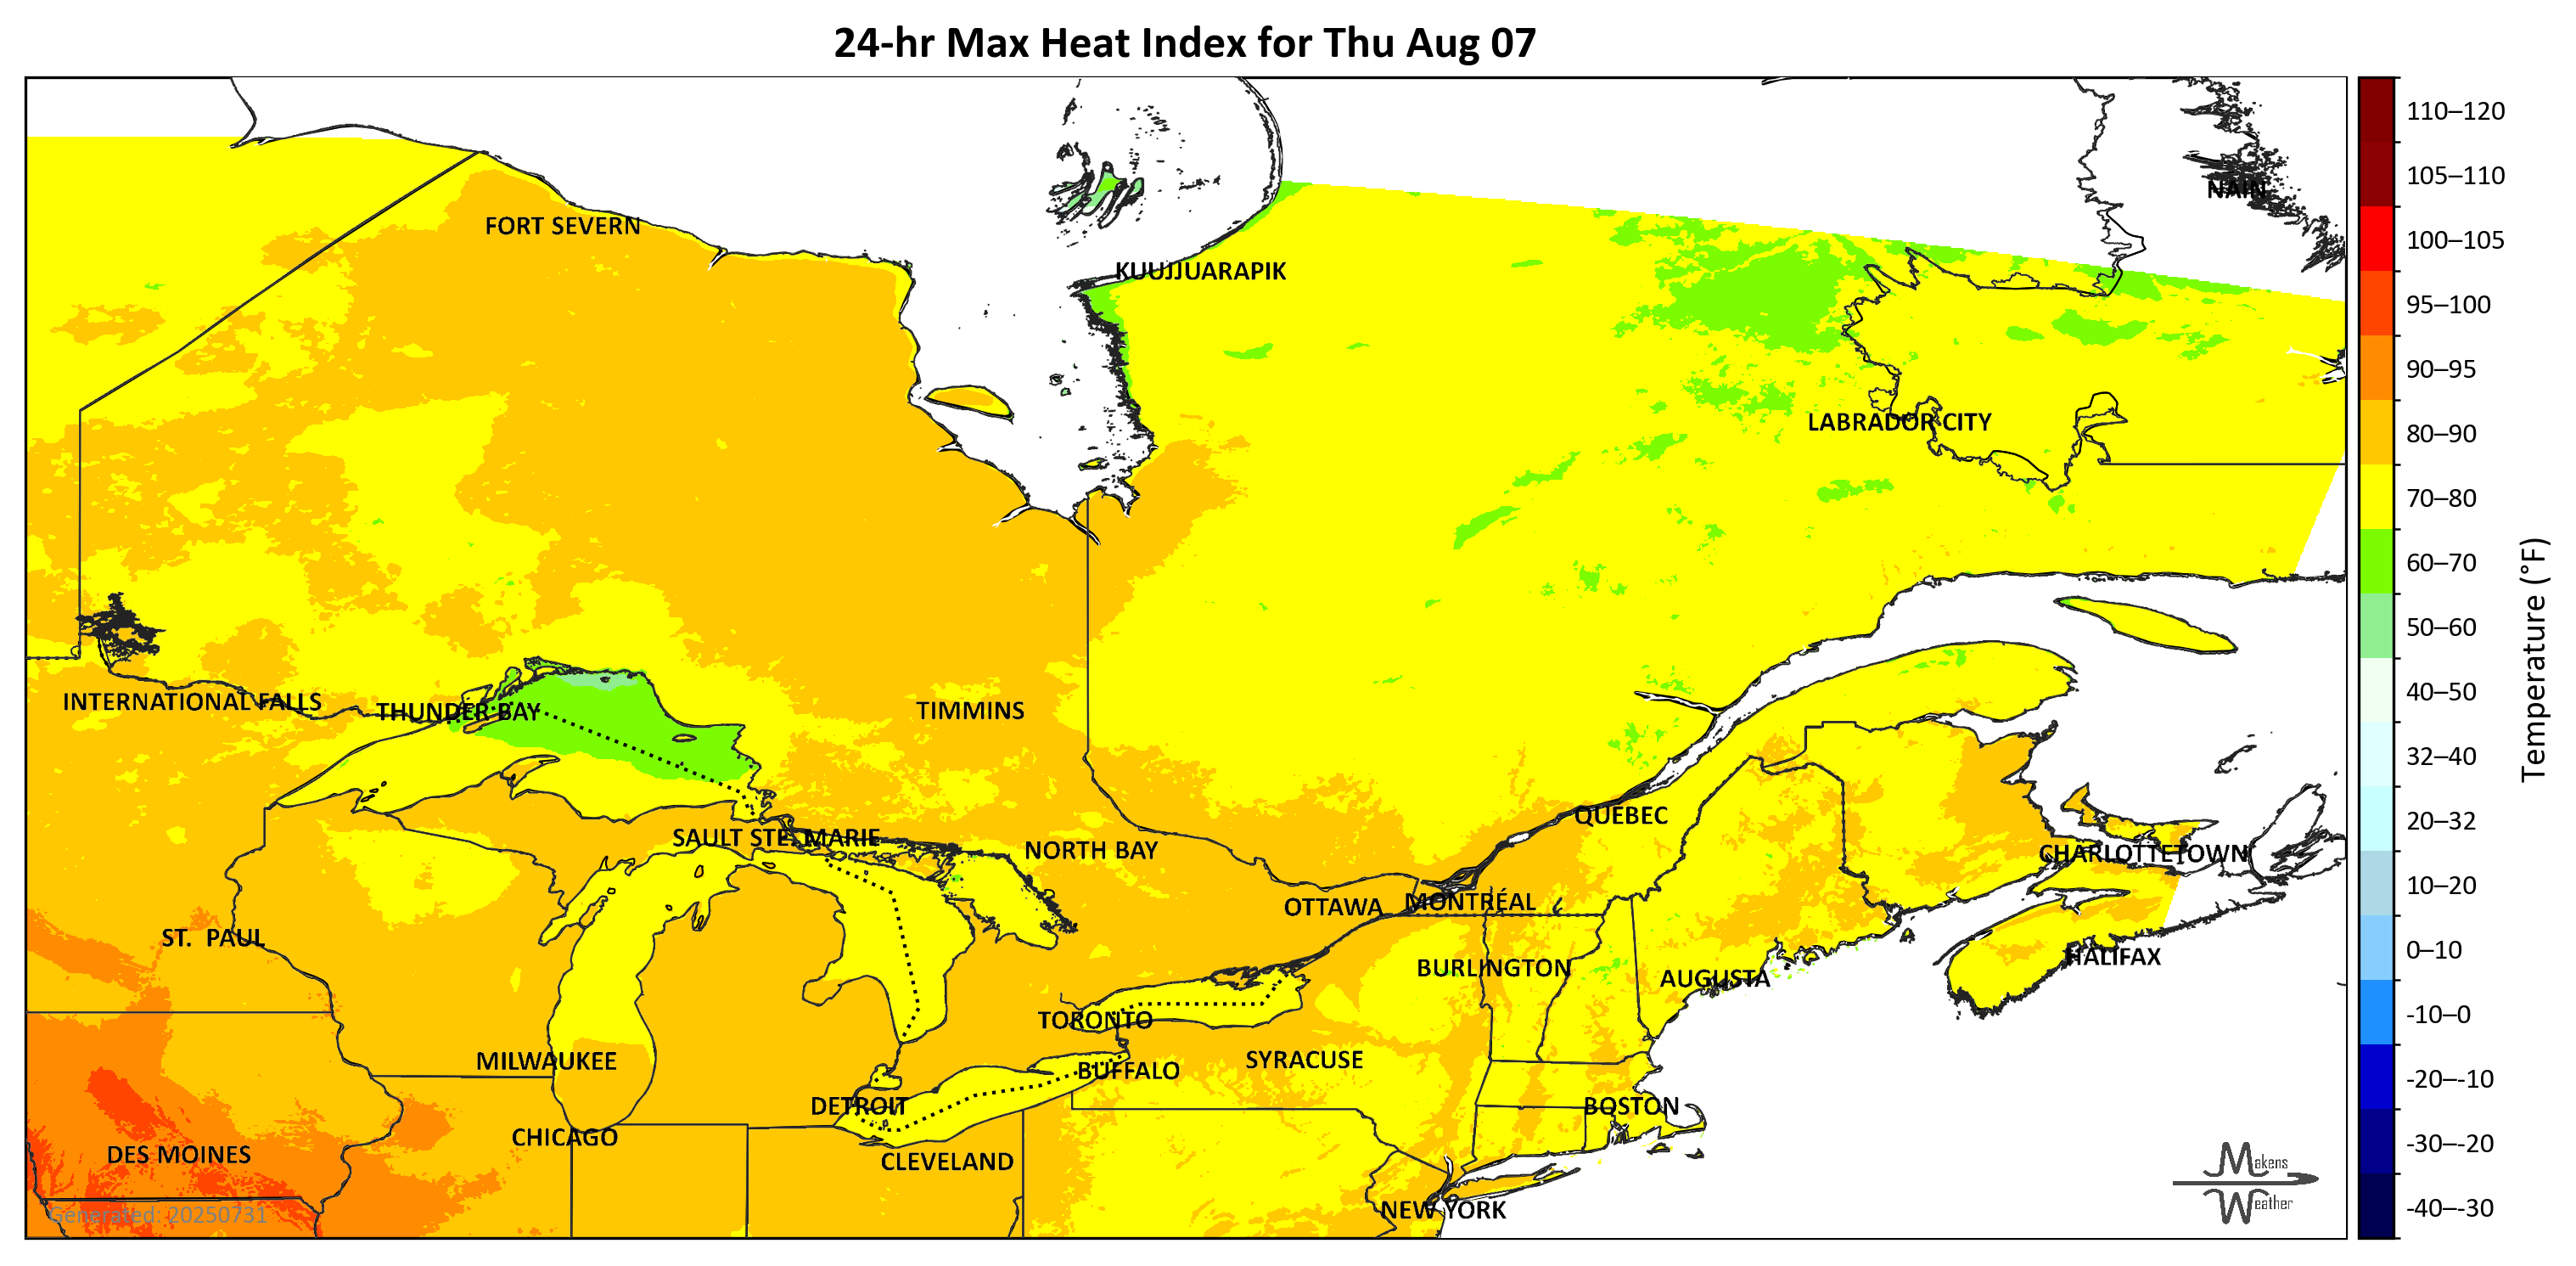 24-hr Max Heat Index for Thu Aug 07
110–120
105–110
NAIN
FORT SEVERN
100–105
KUUJJUARAPIK
95–100
90–95
LABRADOR CITY
80–90
70–80
60–70
50–60
Temperature (°F)
INTERNATIONAL FALLS
THUNDER BAY
TIMMINS
40–50
32–40
QUEBEC
20–32
SAULT STE. MARIE
NORTH BAY
CHARLOTTETOWN
10–20
OTTAWA
MONTRÉAL
ST. PAUL
0–10
HALIFAX
BURLINGTON
AUGUSTA
TORONTO
-10–0
MILWAUKEE
SYRACUSE
BUFFALO
-20–-10
DETROIT
BOSTON
CHICAGO
-30–-20
DES MOINES
CLEVELAND
Makens
Weather
NEW YORK
-40–-30
Generated: 20250731